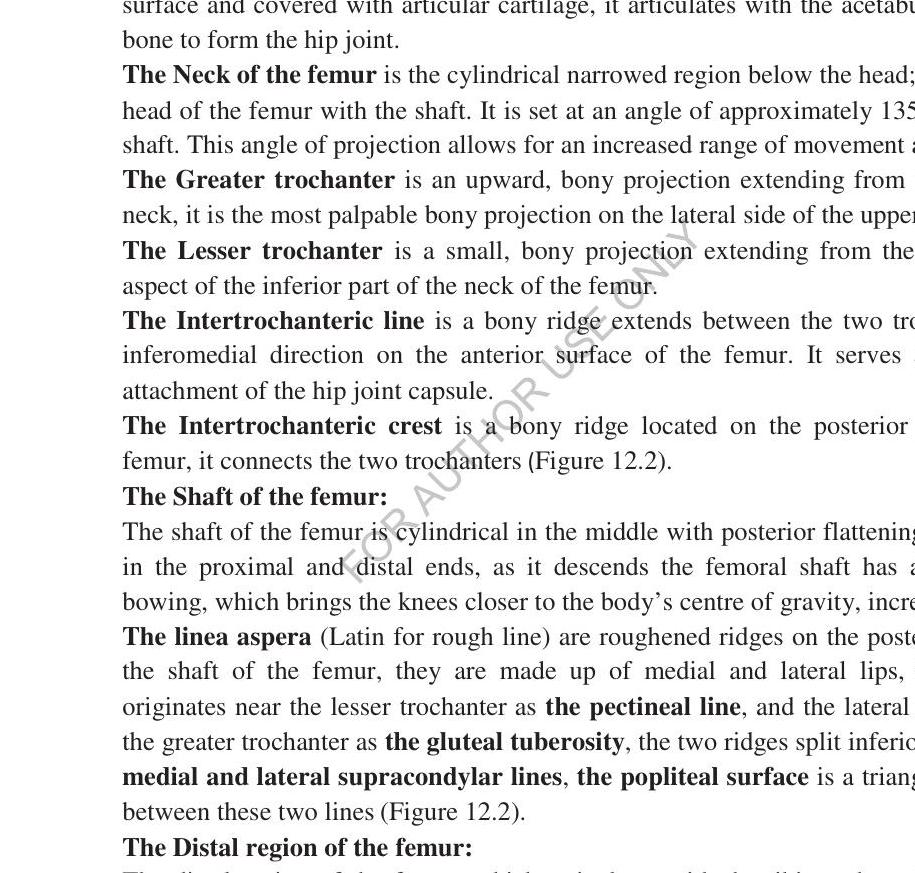 surface and covered with articular cartilage, it articulates with the
bone to form the hip joint.
The Neck of the femur is the cylindrical narrowed region below the head;
head of the femur with the shaft. It is set at an angle of approximately 135
shaft. This angle of projection allows for an increased range of movement
The Greater trochanter is an upward, bony projection extending from
neck, it is the most palpable bony projection on the lateral side of the
The Lesser trochanter is a small, bony projection extending from the
aspect of the inferior part of the neck of the femur.
The Intertrochanteric line is a bony ridge extends between the two
inferomedial direction on the anterior surface of the femur. It serves
attachment of the hip joint capsule.
The Intertrochanteric crest is a bony ridge located on the posterior
femur, it connects the two trochanters (Figure 12.2).
The Shaft of the femur:
The shaft of the femur is cylindrical in the middle with posterior
in the proximal and distal ends, as it descends the femoral shaft has
bowing, which brings the knees closer to the body's centre of gravity,
The linea aspera (Latin for rough line) are roughened ridges on the
the shaft of the femur, they are made up of medial and lateral lips,
originates near the lesser trochanter as the pectineal line, and the lateral
the greater trochanter as the gluteal tuberosity, the two ridges split
medial and lateral supracondylar lines, the popliteal surface is a
between these two lines (Figure 12.2).
The Distal region of the femur:
FOR AUTHOR USE ONLY